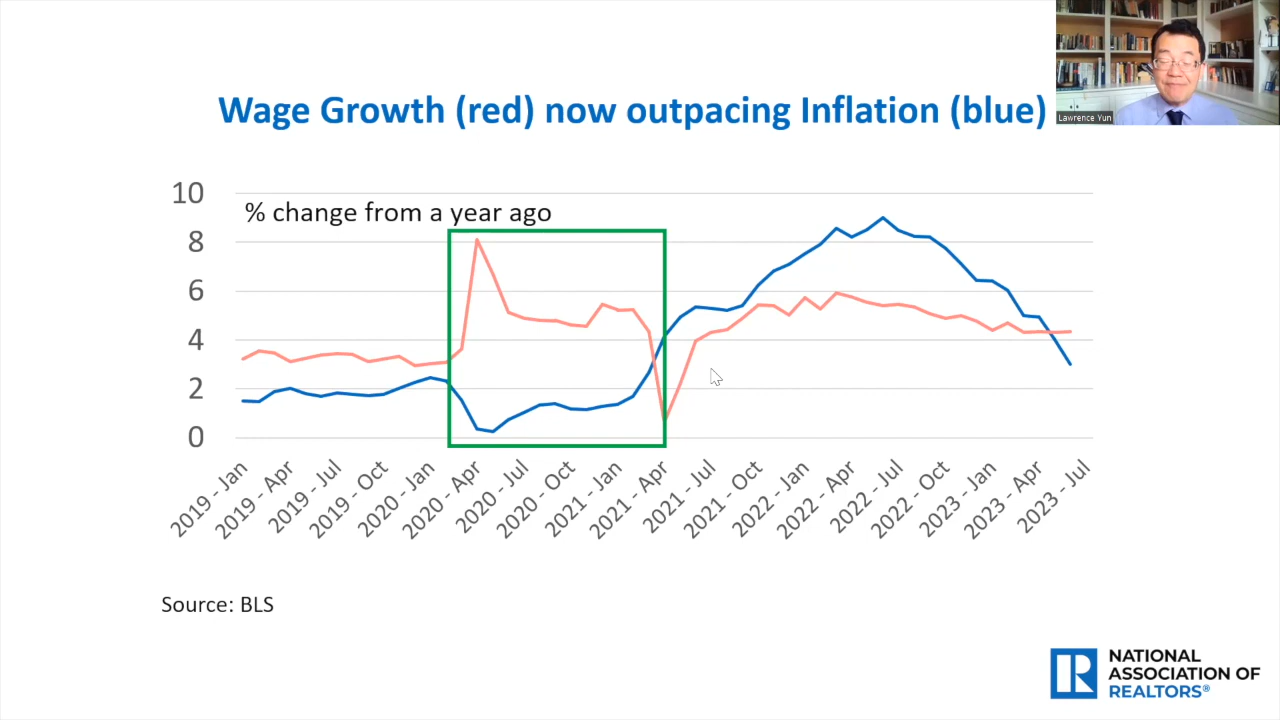 Wage Growth (red) now outpacing Inflation (blue)
Lawrence Yun
% change from a year ago
10
8
6
4
2
0
2019 - Jan
2019 - Apr
2019 - Jul
2019 - Oct
2020 - Jan
2020 - Apr
2020 - Jul
2020 - Oct
2021 - Jan
2021 - Apr
2021 - Jul
2021 - Oct
2022 - Jan
2022 - Apr
2022 - Jul
2022 - Oct
2023 - Jan
2023 - Apr
2023 - Jul
Source: BLS
NATIONAL
ASSOCIATION OF
REALTORS®